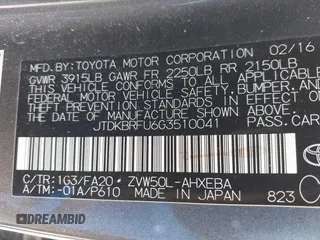 MFD. BY: TOYOTA MOTOR CORPORATION 02/16
GVWR 3915LB GAWR FR 2250LB RR 2150LB
THIS VEHICLE CONFORMS TO ALL APPLICABLE
FEDERAL MOTOR VEHICLE SAFETY, BUMPER, AND
THEFT PREVENTION STANDARDS IN EFFECT ON
THE DATE OF MANUFACTURE SHOWN ABOVE.
JTDKBRFU6G3510041
C/TR: 1G3/FA20 ZVW50L-AHXEBA
A/TM: -01A/P610 MADE IN JAPAN 823
DREAMBID